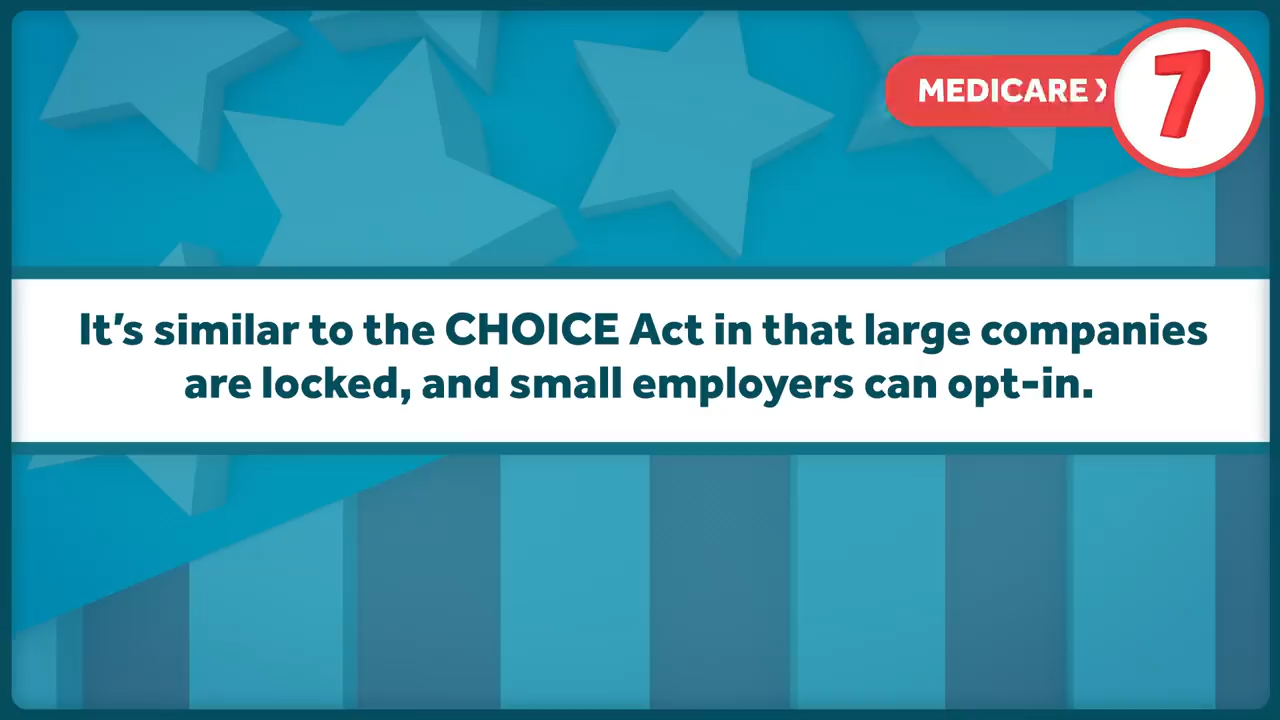 MEDICARE
7
It's similar to the CHOICE Act in that large companies
are locked, and small employers can opt-in.